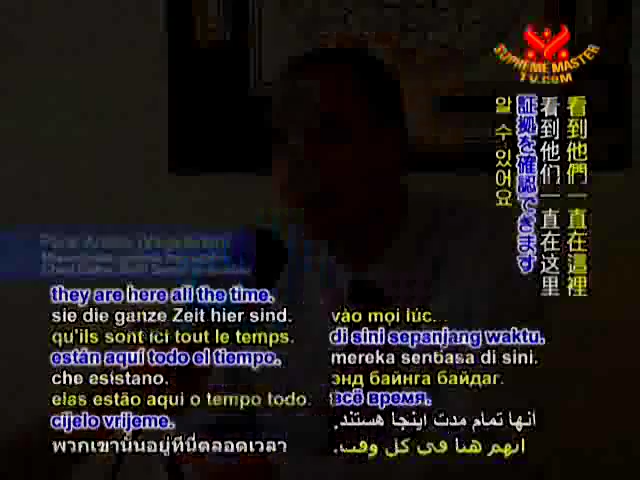 SUPREME MASTER
TV.COM
看到他們一直在這裡
看到他们一直在这里
証拠を確認できます
알 수 있어요
they are here all the time.
sie die ganze Zeit hier sind.
qu'ils sont ici tout le temps.
están aquí todo el tiempo.
che esistano.
elas estão aqui o tempo todo.
cijelo vrijeme.
พวกเขานั้นอยู่ที่นี่ตลอดเวลา
vào mọi lúc.
di sini sepanjang waktu.
mereka sentiasa di sini.
энд байнга байдаг.
всё время.
آنها تمام مدت اینجا هستند.
انهم هنا في كل وقت.